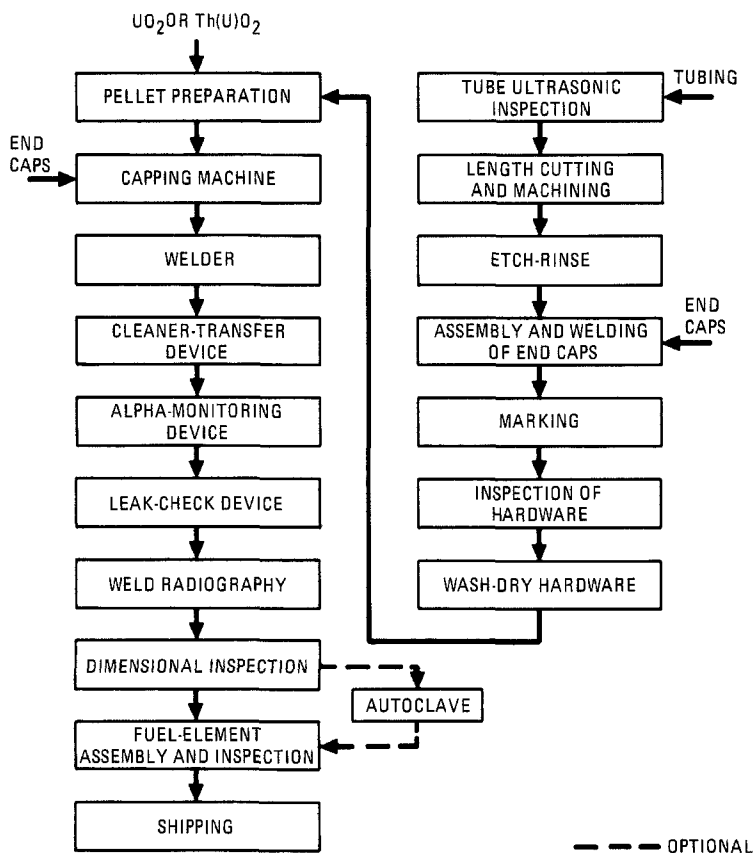 UO₂OR Th(U)O₂
PELLET PREPARATION
END
CAPS
CAPPING MACHINE
WELDER
CLEANER-TRANSFER
DEVICE
ALPHA-MONITORING
DEVICE
LEAK-CHECK DEVICE
WELD RADIOGRAPHY
DIMENSIONAL INSPECTION
AUTOCLAVE
FUEL-ELEMENT
ASSEMBLY AND INSPECTION
SHIPPING
TUBING
TUBE ULTRASONIC
INSPECTION
LENGTH CUTTING
AND MACHINING
ETCH-RINSE
END
CAPS
ASSEMBLY AND WELDING
OF END CAPS
MARKING
INSPECTION OF
HARDWARE
WASH-DRY HARDWARE
OPTIONAL